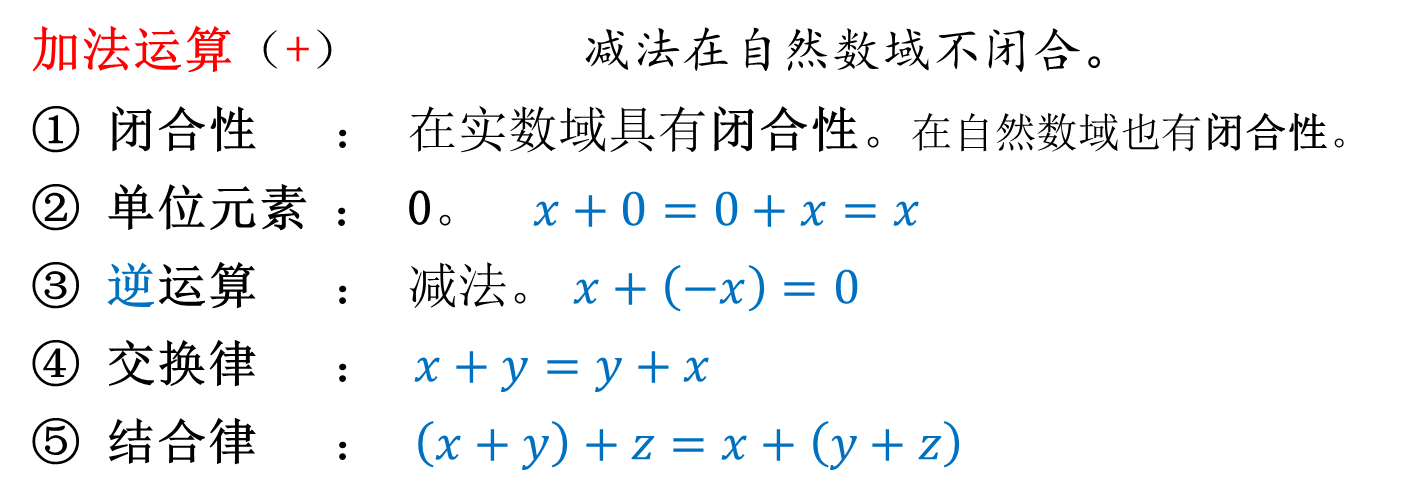 加法运算（+） 减法在自然数域不闭合。
① 闭合性 ： 在实数域具有闭合性。在自然数域也有闭合性。
② 单位元素 ： 0。 x + 0 = 0 + x = x
③ 逆运算 ： 减法。 x + (−x) = 0
④ 交换律 ： x + y = y + x
⑤ 结合律 ： (x + y) + z = x + (y + z)